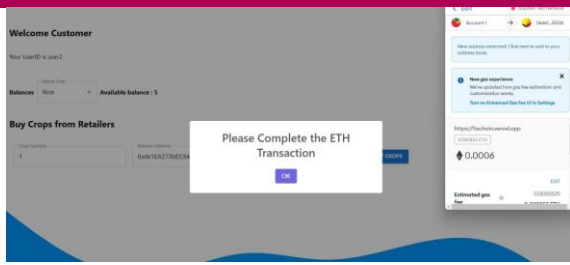 Welcome Customer
Your UserID is user2
Select Crop
Balances Rice Available balance : 5
Buy Crops from Retailers
Crop Quantity
1
Retailer address
CROPS
Please Complete the ETH
Transaction
OK
Edit
Account 1
New address detected! Click here to add to your
address book.
New gas experience X
We've updated how gas fee estimation and
customization works.
Turn on Enhanced Gas Fee UI in Settings
0.0006
EDIT
Estimated gas
fee